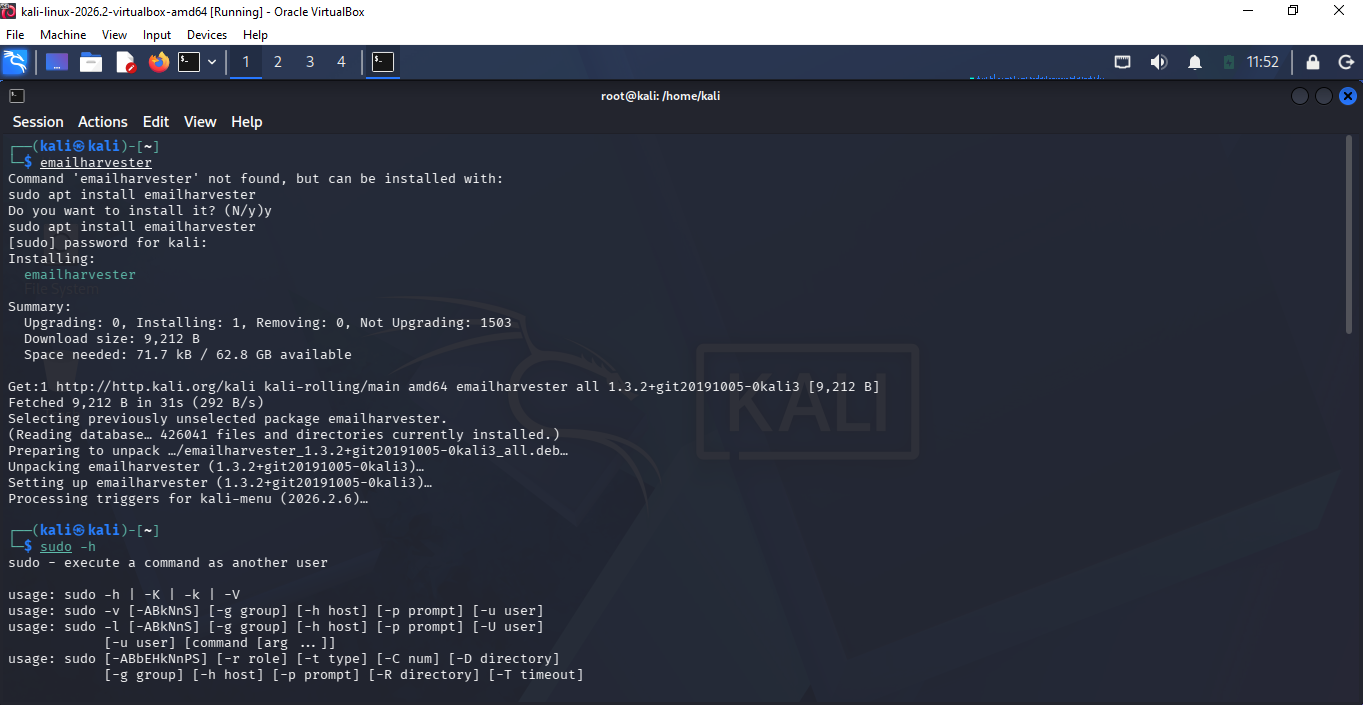 kali-linux-2026.2-virtualbox-amd64 [Running] - Oracle VirtualBox
File Machine View Input Devices Help
1 2 3 4 11:52
root@kali: /home/kali
Session Actions Edit View Help
┌──(kali㉿kali)-[~]
└─$ emailharvester
Command 'emailharvester' not found, but can be installed with:
sudo apt install emailharvester
Do you want to install it? (N/y)y
sudo apt install emailharvester
[sudo] password for kali:
Installing:
  emailharvester
File System
Summary:
  Upgrading: 0, Installing: 1, Removing: 0, Not Upgrading: 1503
  Download size: 9,212 B
  Space needed: 71.7 kB / 62.8 GB available
Get:1 http://http.kali.org/kali kali-rolling/main amd64 emailharvester all 1.3.2+git20191005-0kali3 [9,212 B]
Fetched 9,212 B in 31s (292 B/s)
Selecting previously unselected package emailharvester.
(Reading database… 426041 files and directories currently installed.)
Preparing to unpack …/emailharvester_1.3.2+git20191005-0kali3_all.deb…
Unpacking emailharvester (1.3.2+git20191005-0kali3)…
Setting up emailharvester (1.3.2+git20191005-0kali3)…
Processing triggers for kali-menu (2026.2.6)…
KALI
┌──(kali㉿kali)-[~]
└─$ sudo -h
sudo - execute a command as another user
usage: sudo -h | -K | -k | -V
usage: sudo -v [-ABkNnS] [-g group] [-h host] [-p prompt] [-u user]
usage: sudo -l [-ABkNnS] [-g group] [-h host] [-p prompt] [-U user]
            [-u user] [command [arg …]]
usage: sudo [-ABbEHkNnPS] [-r role] [-t type] [-C num] [-D directory]
            [-g group] [-h host] [-p prompt] [-R directory] [-T timeout]